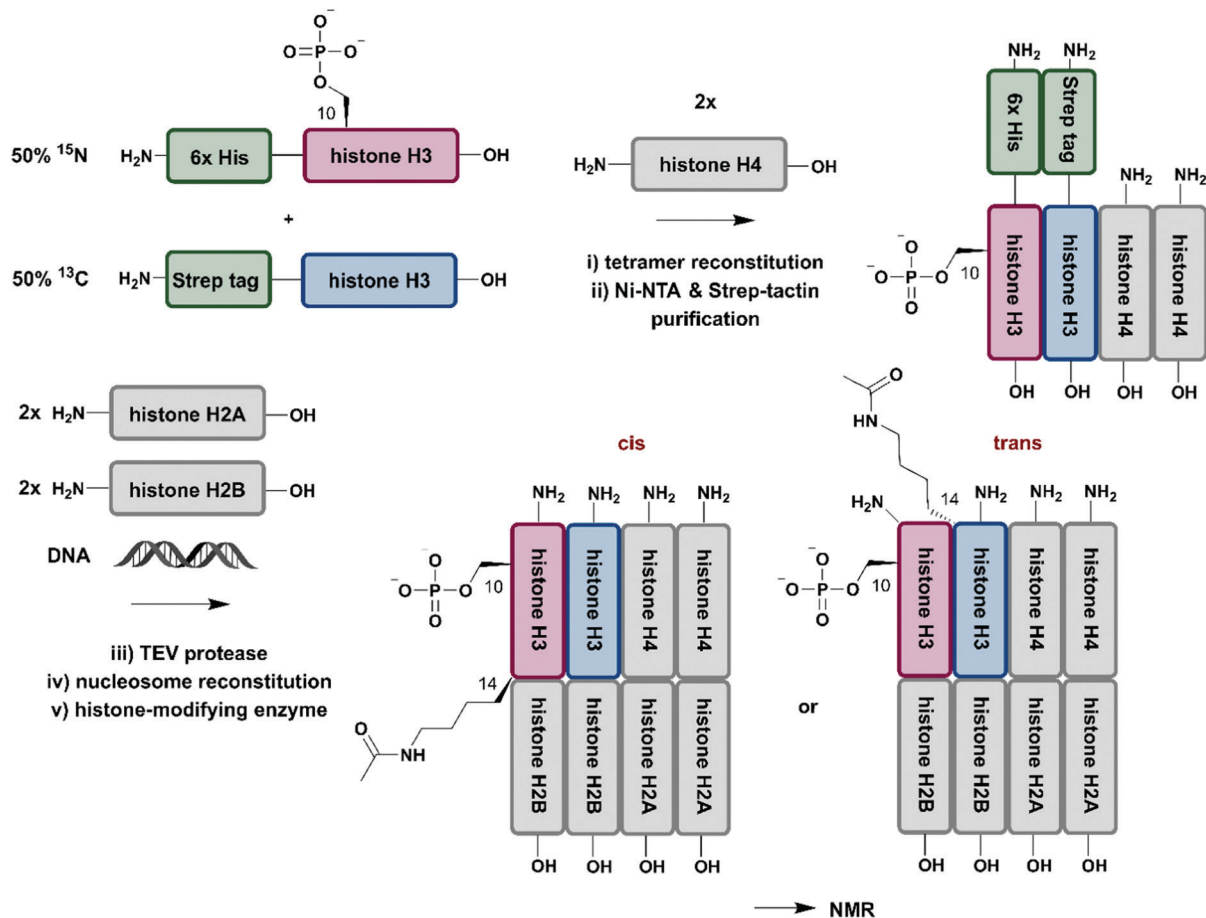 O⁻
O=P–O⁻
O
10
50% ¹⁵N
H₂N
6x His
histone H3
OH
+
50% ¹³C
H₂N
Strep tag
histone H3
OH
2x
H₂N
histone H4
OH
i) tetramer reconstitution
ii) Ni-NTA & Strep-tactin
purification
NH₂
NH₂
6x His
Strep tag
NH₂
NH₂
O⁻
⁻O–P–O
O
10
histone H3
histone H3
histone H4
histone H4
OH
OH
OH
OH
2x H₂N
histone H2A
OH
2x H₂N
histone H2B
OH
DNA
iii) TEV protease
iv) nucleosome reconstitution
v) histone-modifying enzyme
cis
NH₂
NH₂
NH₂
NH₂
O⁻
⁻O–P–O
O
10
histone H3
histone H3
histone H4
histone H4
14
O
NH
histone H2B
histone H2B
histone H2A
histone H2A
OH
OH
OH
OH
or
trans
O
HN
14
H₂N
NH₂
NH₂
NH₂
O⁻
⁻O–P–O
O
10
histone H3
histone H3
histone H4
histone H4
histone H2B
histone H2B
histone H2A
histone H2A
OH
OH
OH
OH
NMR